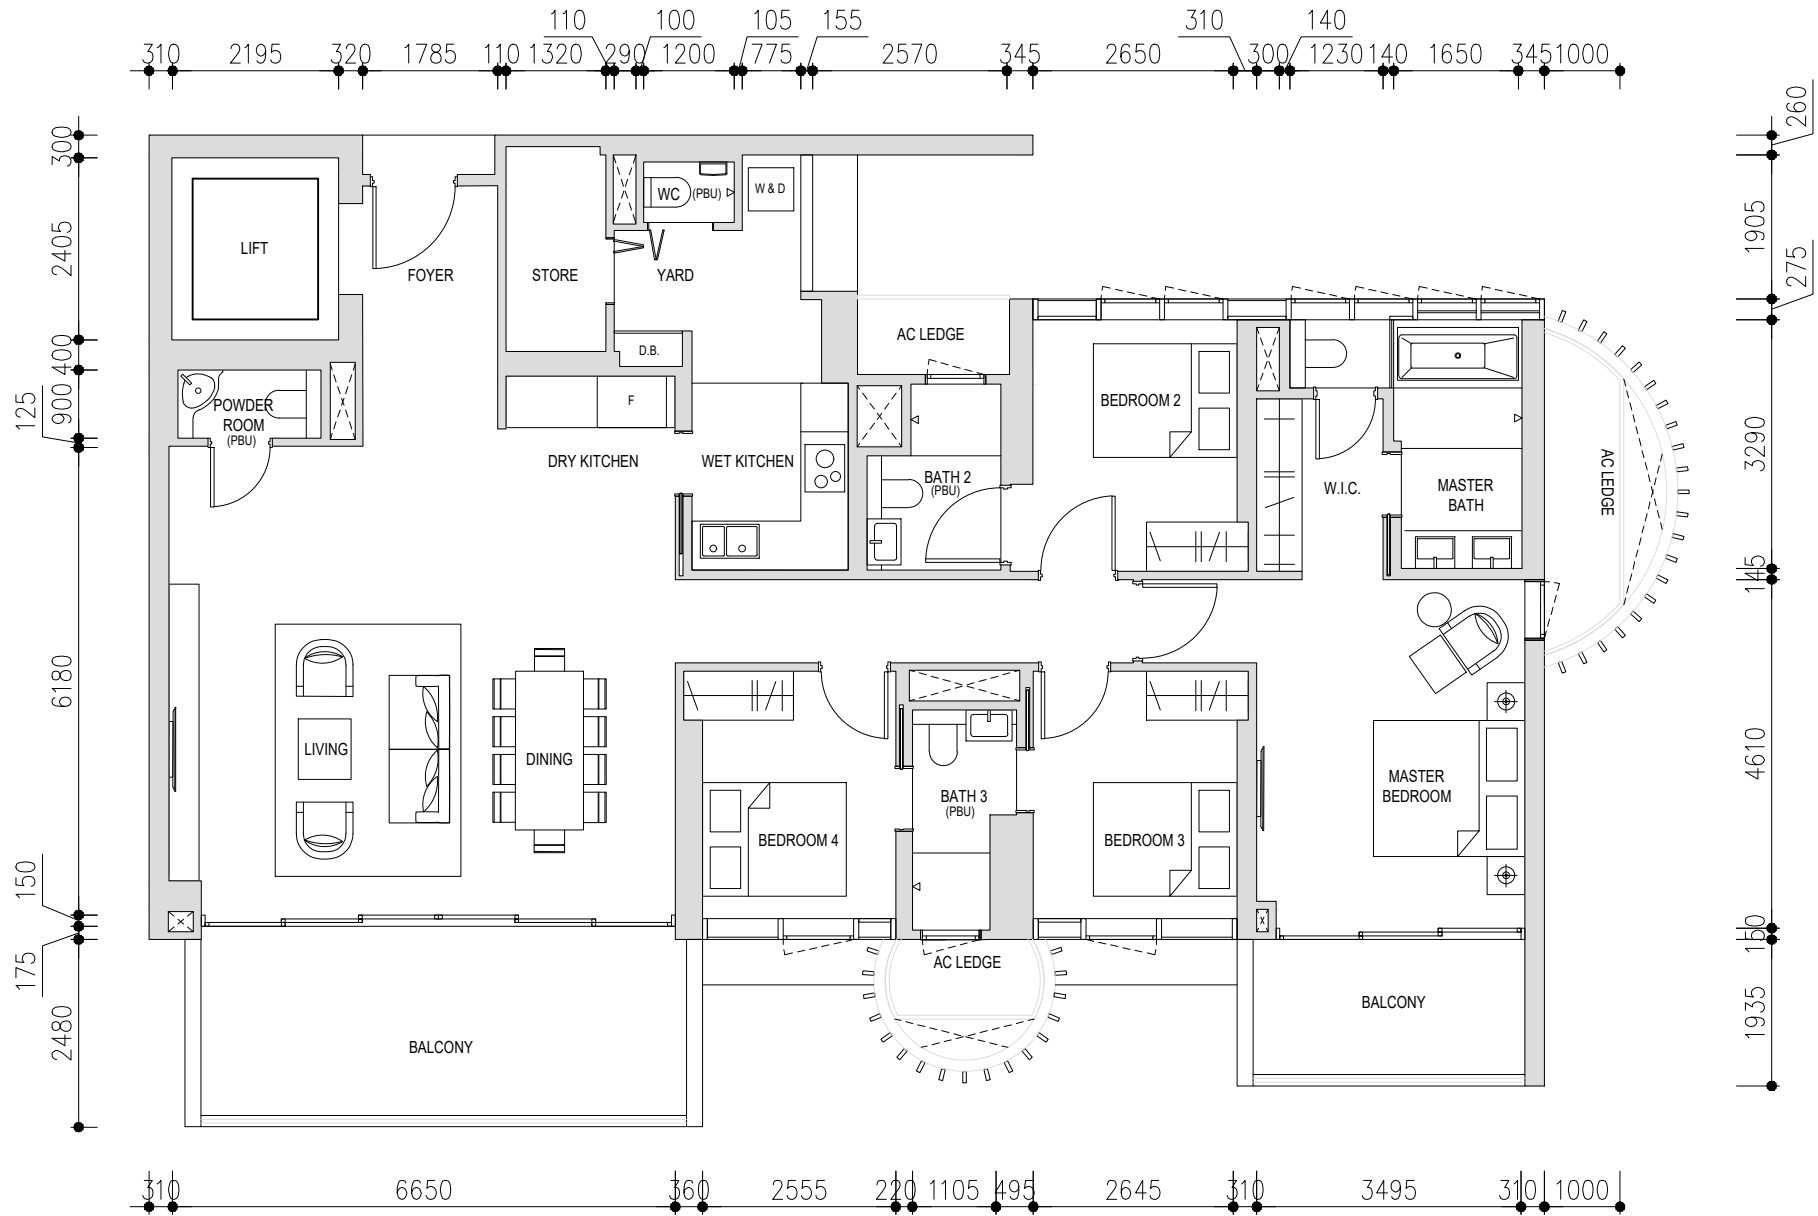 110
100
105
155
310
140
310
2195
320
1785
110
1320
290
1200
775
2570
345
2650
300
1230
140
1650
345
1000
260
300
1905
2405
275
400
900
125
3290
145
6180
4610
150
150
175
2480
1935
LIFT
FOYER
STORE
WC
(PBU)
W & D
YARD
D.B.
AC LEDGE
POWDER
ROOM
(PBU)
F
DRY KITCHEN
WET KITCHEN
BATH 2
(PBU)
BEDROOM 2
W.I.C.
MASTER
BATH
AC LEDGE
LIVING
DINING
BEDROOM 4
BATH 3
(PBU)
BEDROOM 3
MASTER
BEDROOM
AC LEDGE
BALCONY
BALCONY
310
6650
360
2555
220
1105
495
2645
310
3495
310
1000